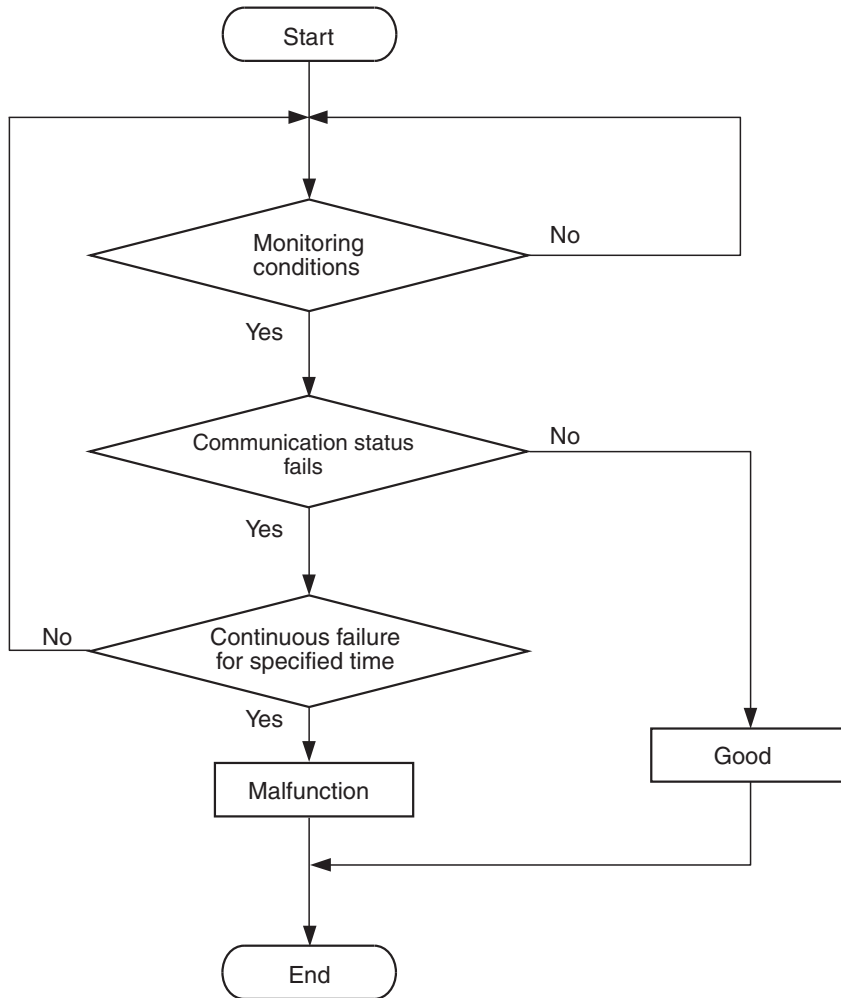 Start
Monitoring
conditions
No
Yes
Communication status
fails
No
Yes
Continuous failure
for specified time
No
Yes
Malfunction
Good
End